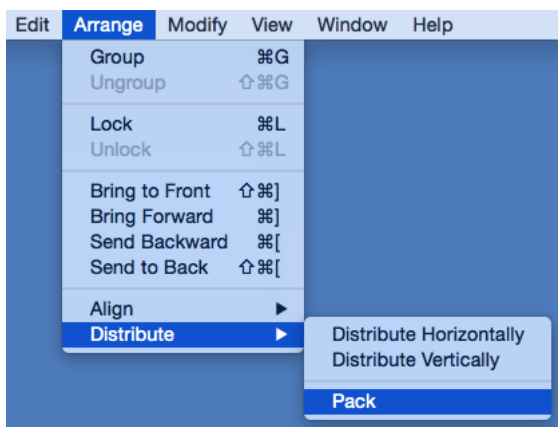 Edit Arrange Modify View Window Help
Group ⌘G
Ungroup ⇧⌘G
Lock ⌘L
Unlock ⇧⌘L
Bring to Front ⇧⌘]
Bring Forward ⌘]
Send Backward ⌘[
Send to Back ⇧⌘[
Align ▶
Distribute ▶ Distribute Horizontally
Distribute Vertically
Pack